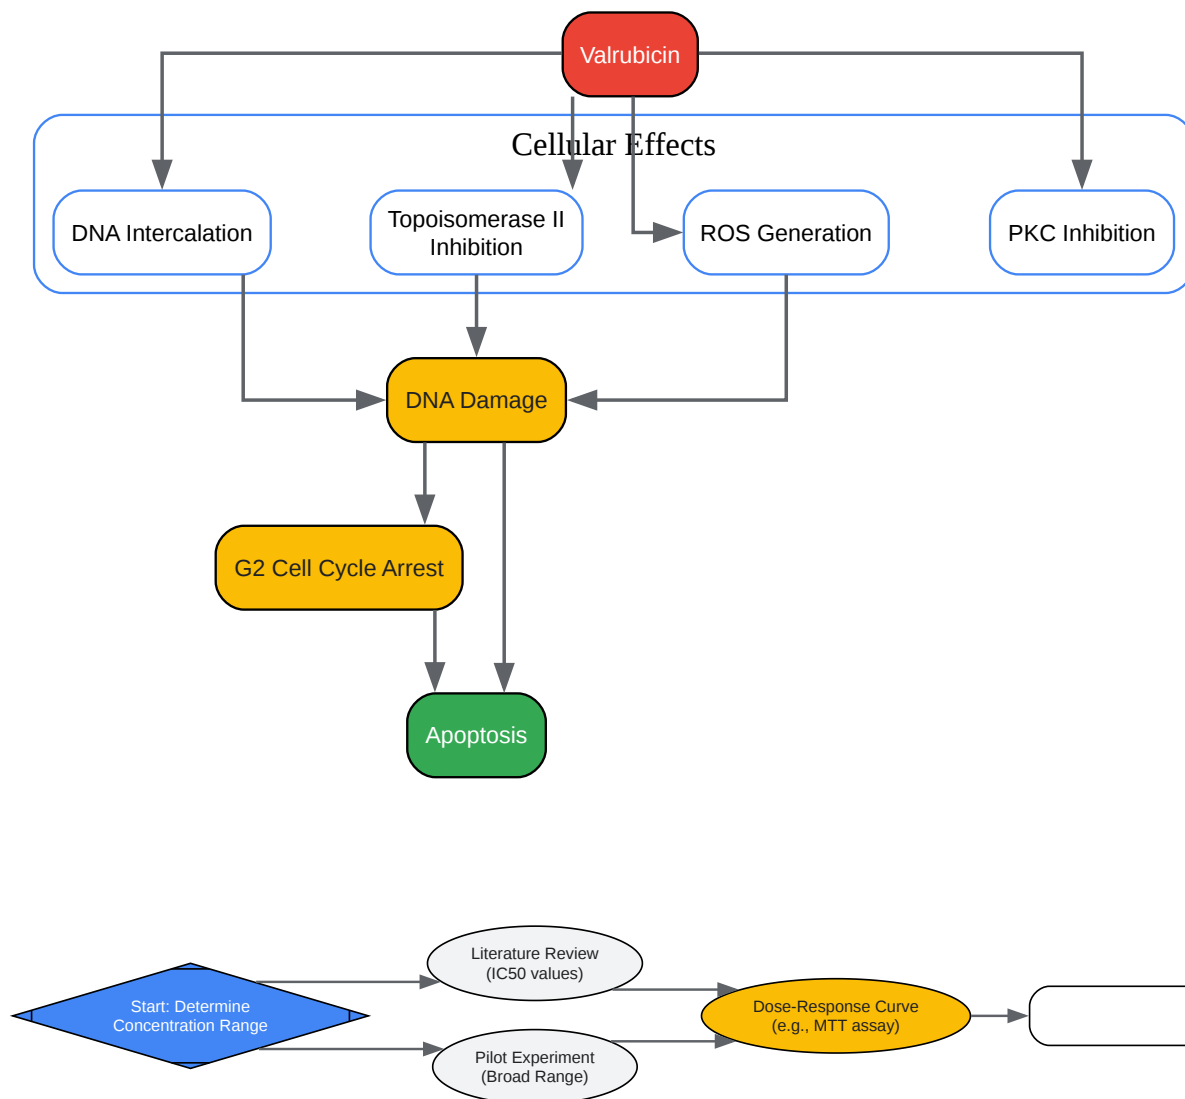 Valrubicin
Cellular Effects
DNA Intercalation
Topoisomerase II
Inhibition
ROS Generation
PKC Inhibition
DNA Damage
G2 Cell Cycle Arrest
Apoptosis
Start: Determine
Concentration Range
Literature Review
(IC50 values)
Pilot Experiment
(Broad Range)
Dose-Response Curve
(e.g., MTT assay)